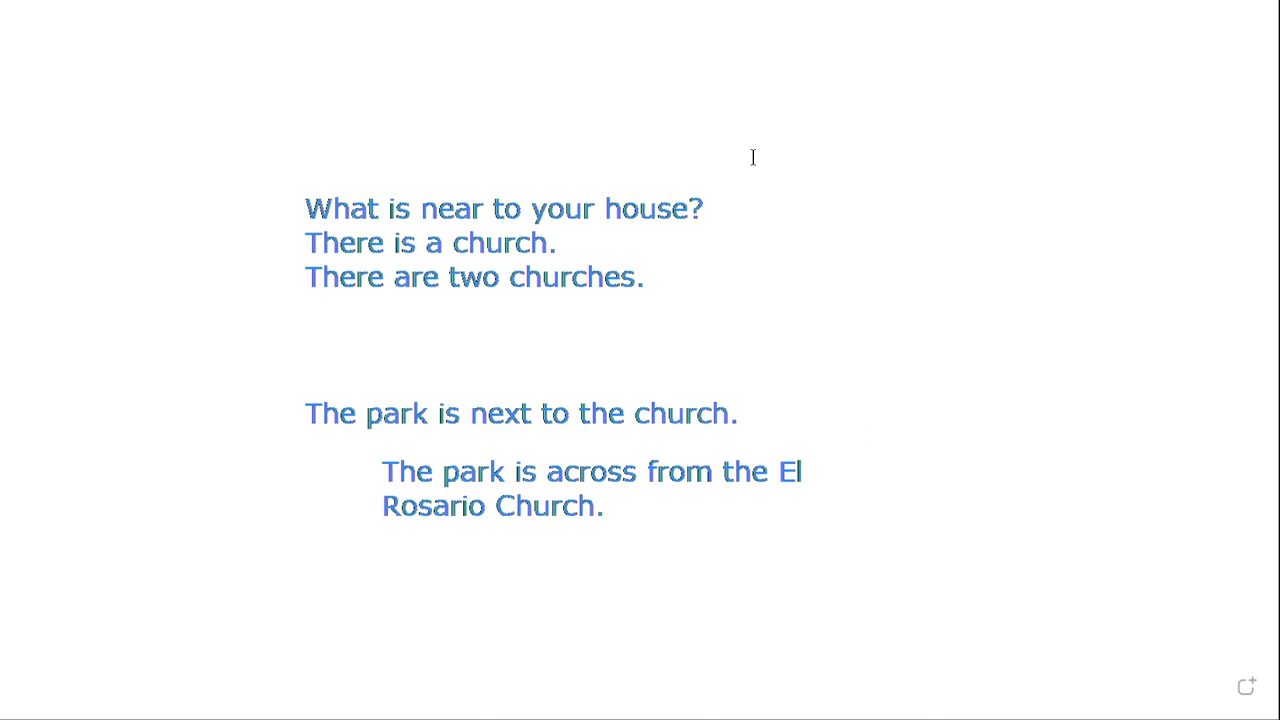 What is near to your house?
There is a church.
There are two churches.
The park is next to the church.
The park is across from the El
Rosario Church.